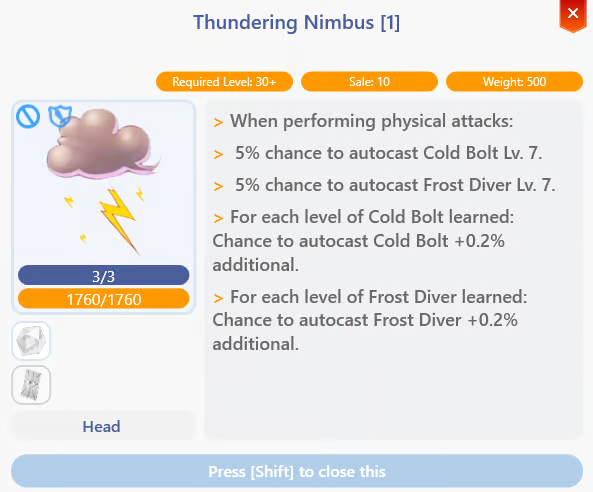 Thundering Nimbus [1]
Required Level: 30+
Sale: 10
Weight: 500
> When performing physical attacks:
> 5% chance to autocast Cold Bolt Lv. 7.
> 5% chance to autocast Frost Diver Lv. 7.
> For each level of Cold Bolt learned:
Chance to autocast Cold Bolt +0.2%
additional.
> For each level of Frost Diver learned:
Chance to autocast Frost Diver +0.2%
additional.
3/3
1760/1760
Head
Press [Shift] to close this